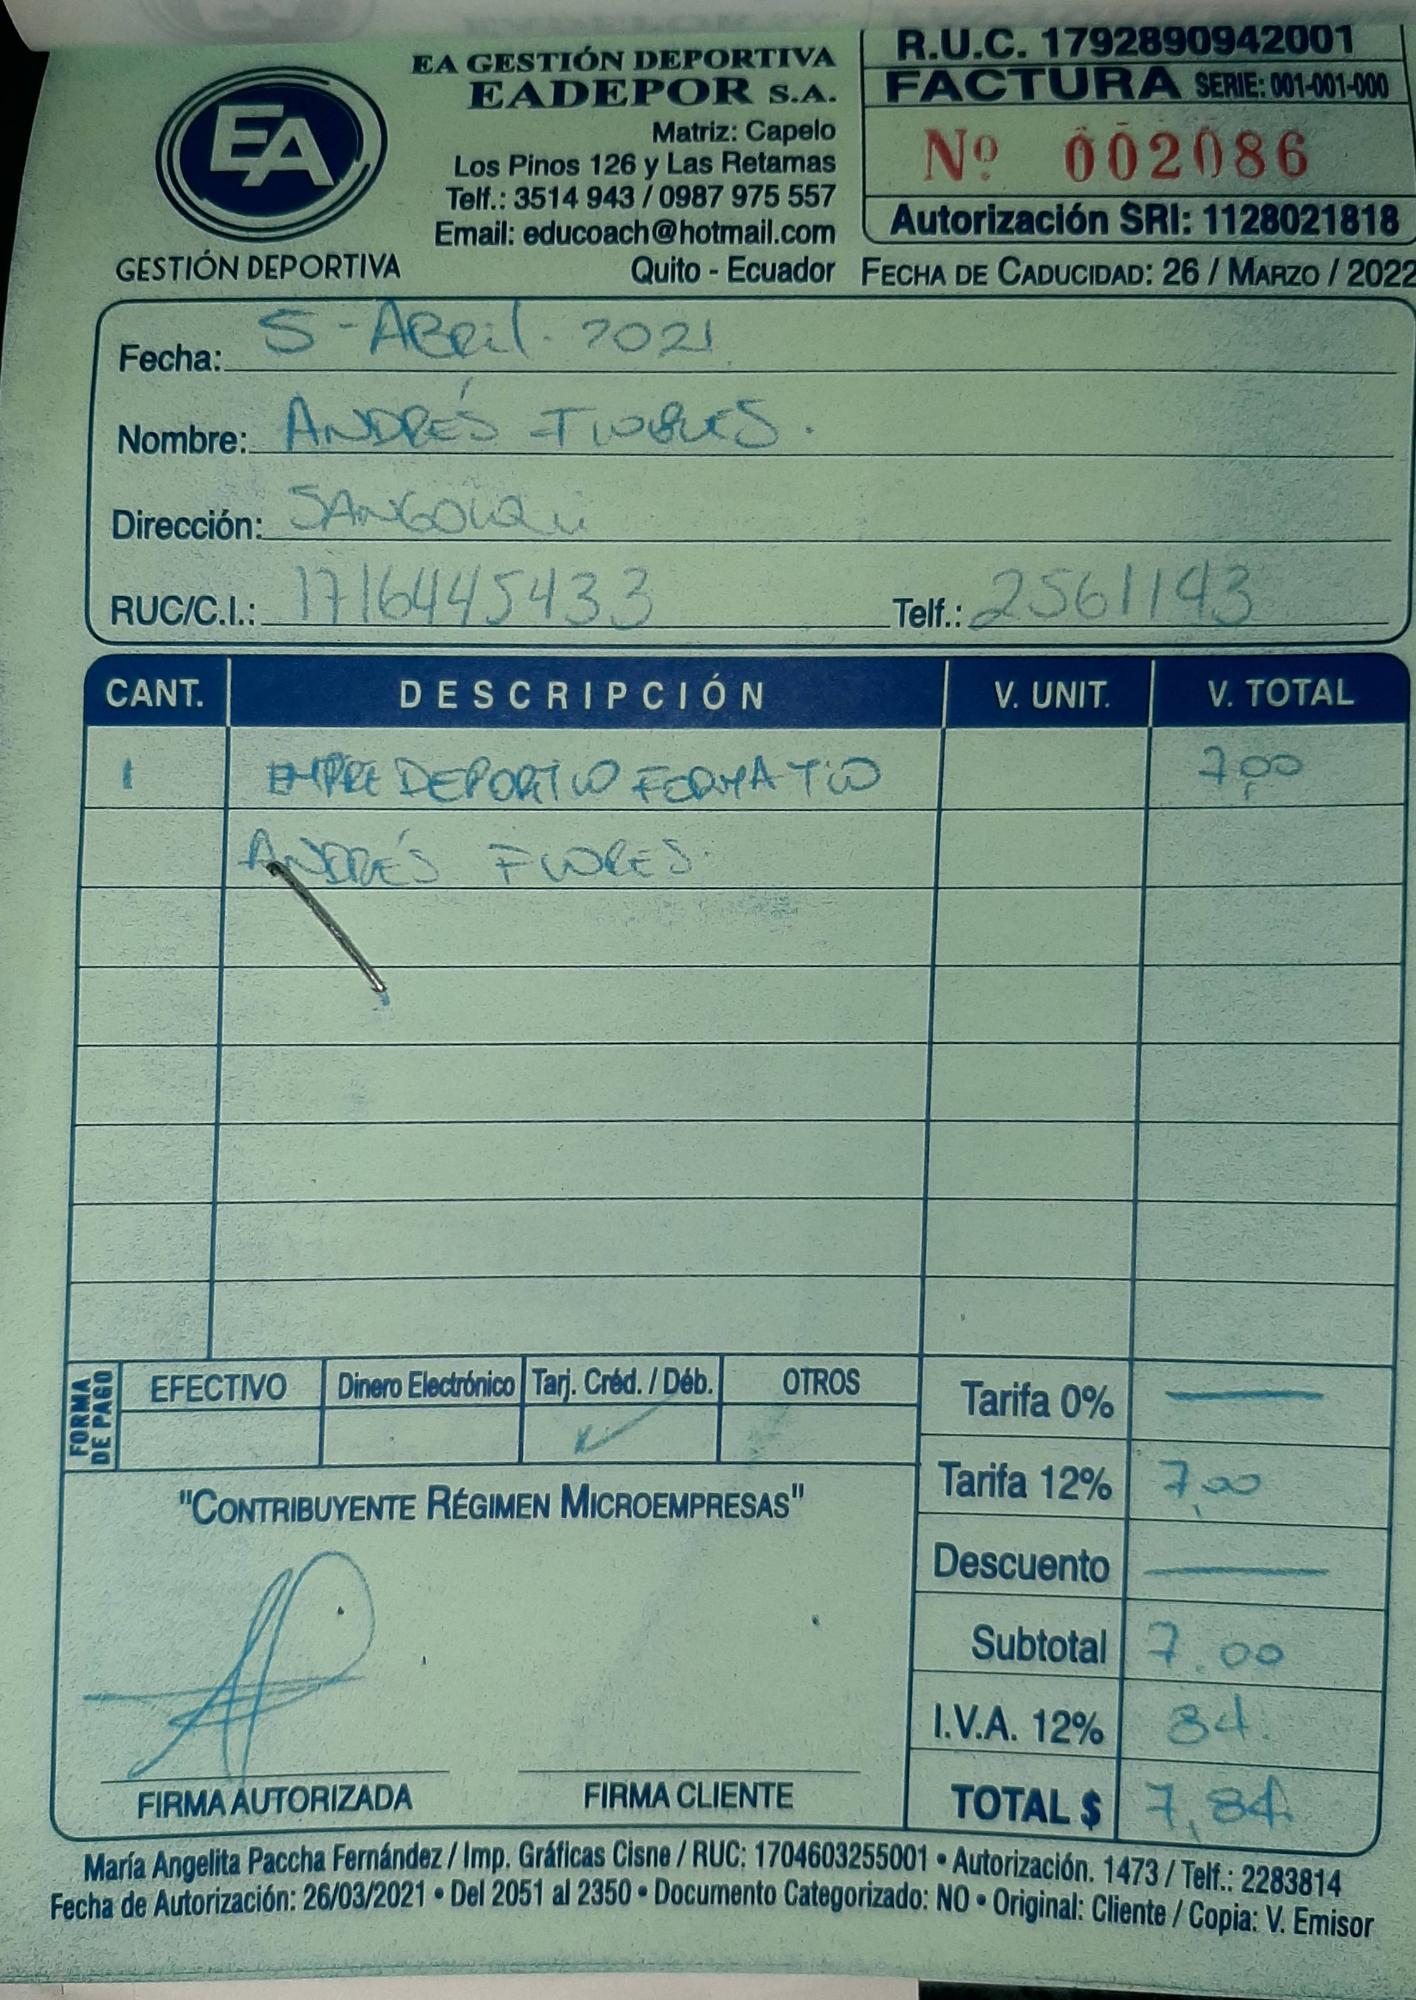 EA GESTIÓN DEPORTIVA
EADEPOR S.A.
Matriz: Capelo
Los Pinos 126 y Las Retamas
Telf.: 3514 943 / 0987 975 557
Email: educoach@hotmail.com
Quito - Ecuador
EA
GESTIÓN DEPORTIVA
R.U.C. 1792890942001
FACTURA SERIE: 001-001-000
Nº 002086
Autorización SRI: 1128021818
FECHA DE CADUCIDAD: 26 / MARZO / 2022
Fecha: 5 - ABRil. 2021
Nombre: ANDRÉS
Dirección: SANGOLQUi
RUC/C.I.: 1716445433 Telf.: 2561143
CANT. DESCRIPCIÓN V. UNIT. V. TOTAL
1 DEPORTIVO FORMATIVO 7,00
ANDRÉS FLORES.
FORMA DE PAGO
EFECTIVO Dinero Electrónico Tarj. Créd. / Déb. OTROS
Tarifa 0% —
Tarifa 12% 7,00
Descuento —
Subtotal 7.00
I.V.A. 12% 84
TOTAL $ 7,84
"CONTRIBUYENTE RÉGIMEN MICROEMPRESAS"
FIRMA AUTORIZADA FIRMA CLIENTE
María Angelita Paccha Fernández / Imp. Gráficas Cisne / RUC: 1704603255001 • Autorización. 1473 / Telf.: 2283814
Fecha de Autorización: 26/03/2021 • Del 2051 al 2350 • Documento Categorizado: NO • Original: Cliente / Copia: V. Emisor